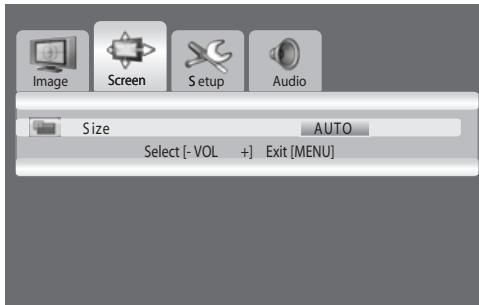 Image Screen Setup Audio
Size AUTO
Select [- VOL +] Exit [MENU]